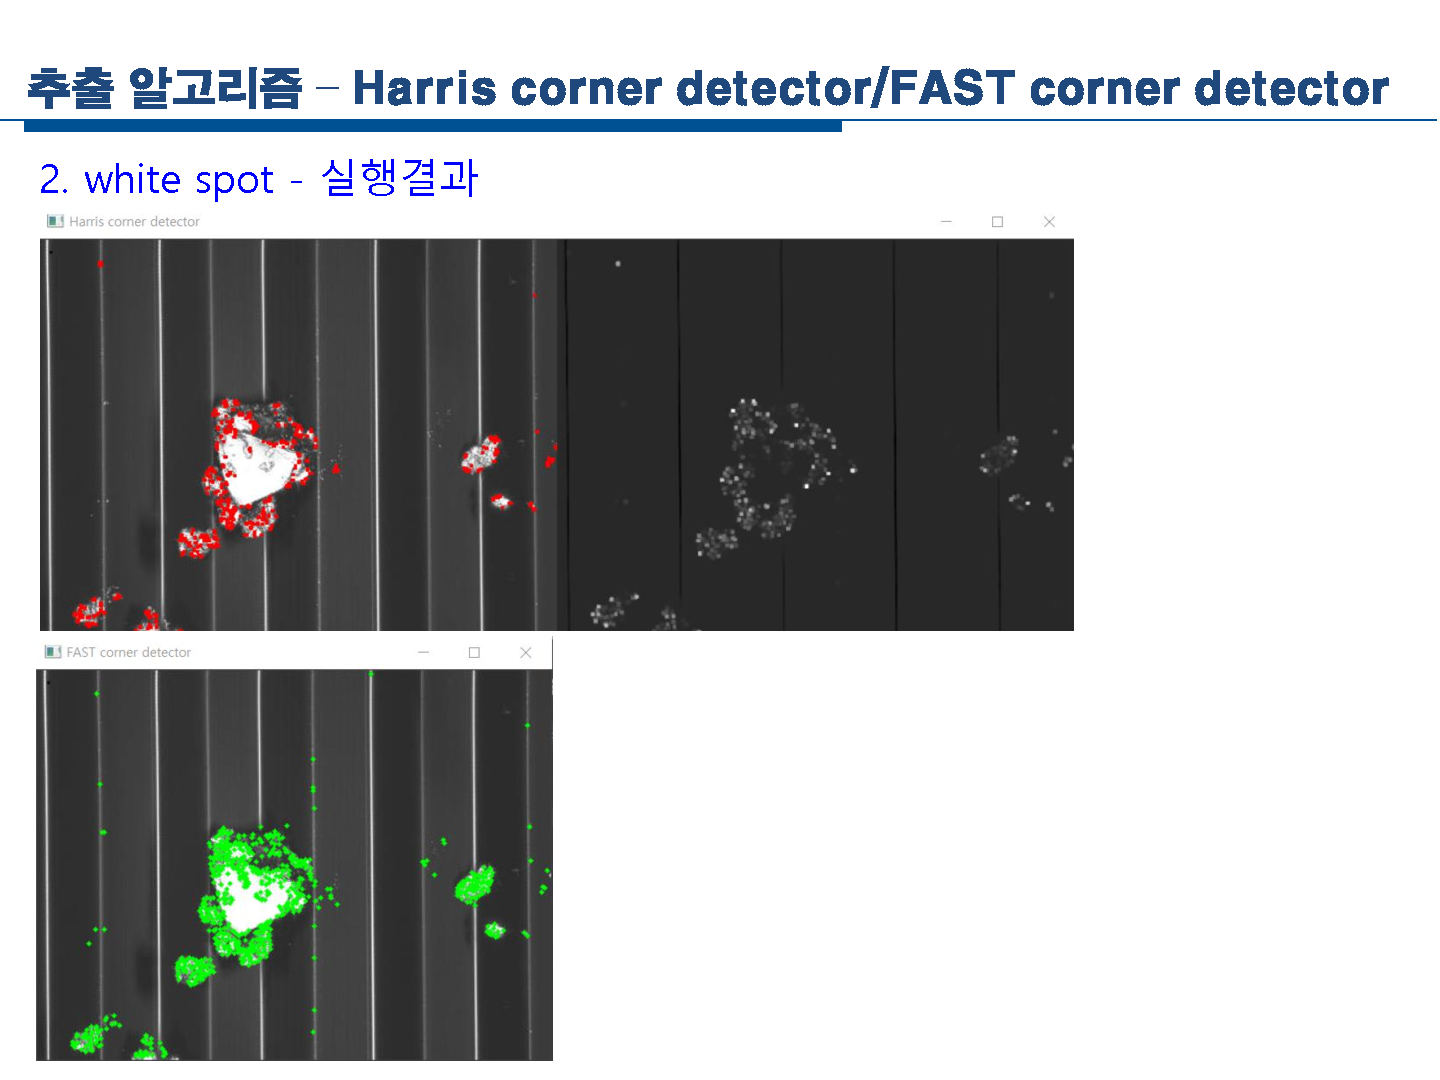 추출 알고리즘 – Harris corner detector/FAST corner detector
2. white spot - 실행결과
Harris corner detector
FAST corner detector